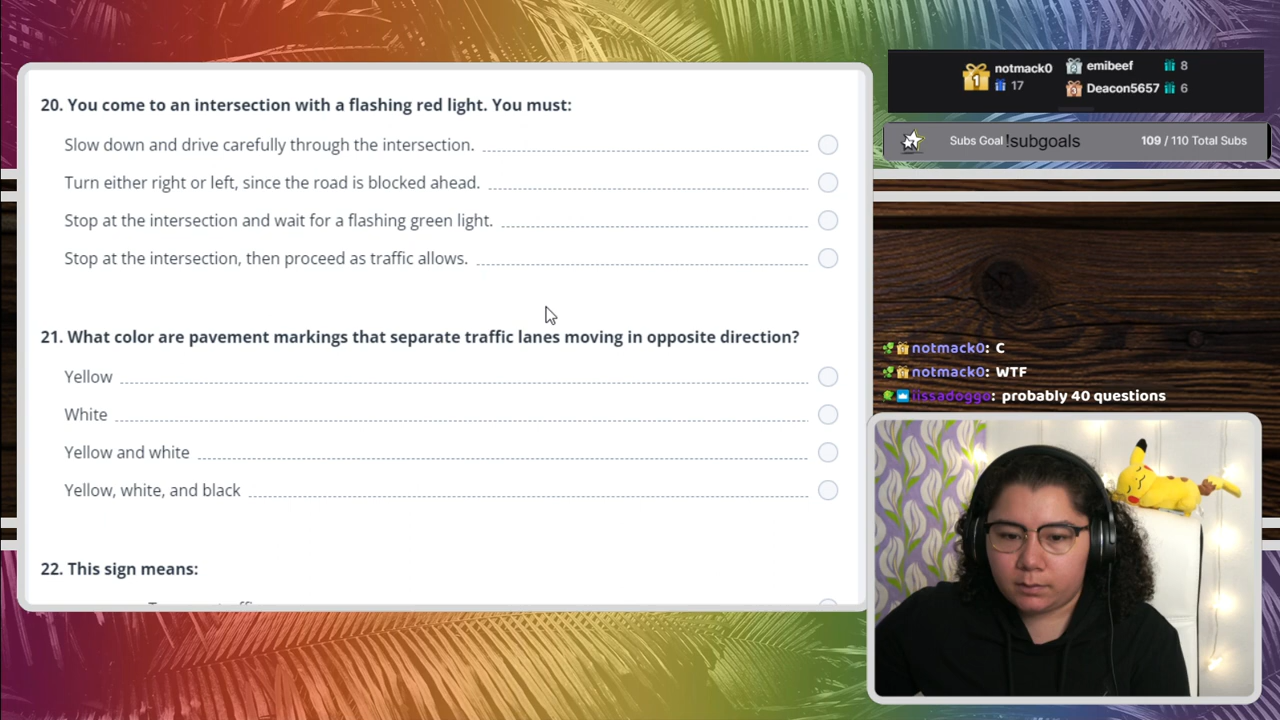 20. You come to an intersection with a flashing red light. You must:
Slow down and drive carefully through the intersection.
Turn either right or left, since the road is blocked ahead.
Stop at the intersection and wait for a flashing green light.
Stop at the intersection, then proceed as traffic allows.
21. What color are pavement markings that separate traffic lanes moving in opposite direction?
Yellow
White
Yellow and white
Yellow, white, and black
22. This sign means:
1 notmack0 17
2 emibeef 8
3 Deacon5657 6
Subs Goal !subgoals 109 / 110 Total Subs
notmack0: C
notmack0: WTF
lissadoggo: probably 40 questions